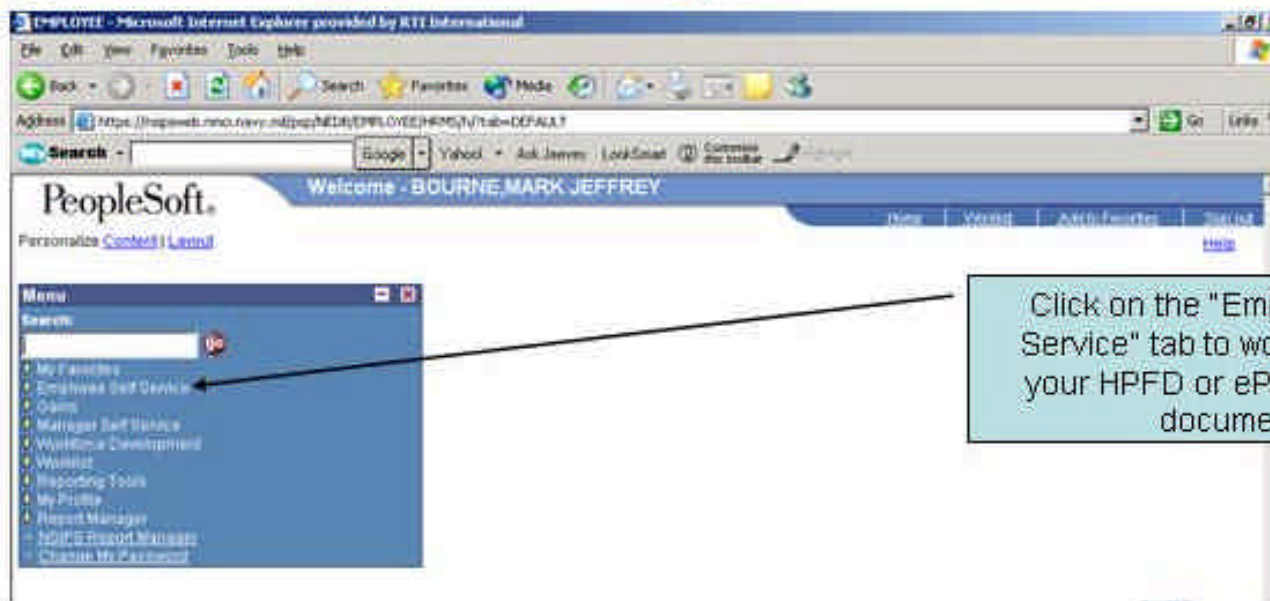 EMPLOYEE - Microsoft Internet Explorer provided by RTI International
File Edit View Favorites Tools Help
Back Search Favorites Media
Address
Go Links
Search Google Yahoo! Ask Jeeves LookSmart
PeopleSoft.
Welcome - BOURNE,MARK JEFFREY
Home Worklist Add to Favorites Sign out
Personalize Content | Layout
Help
Menu
Search:
go
My Favorites
Employee Self Service
Manager Self Service
Workforce Development
Worklist
Reporting Tools
My Profile
Report Manager
Report Manager
Change My Password
Click on the "Em
Service" tab to wo
your HPFD or eP
docume